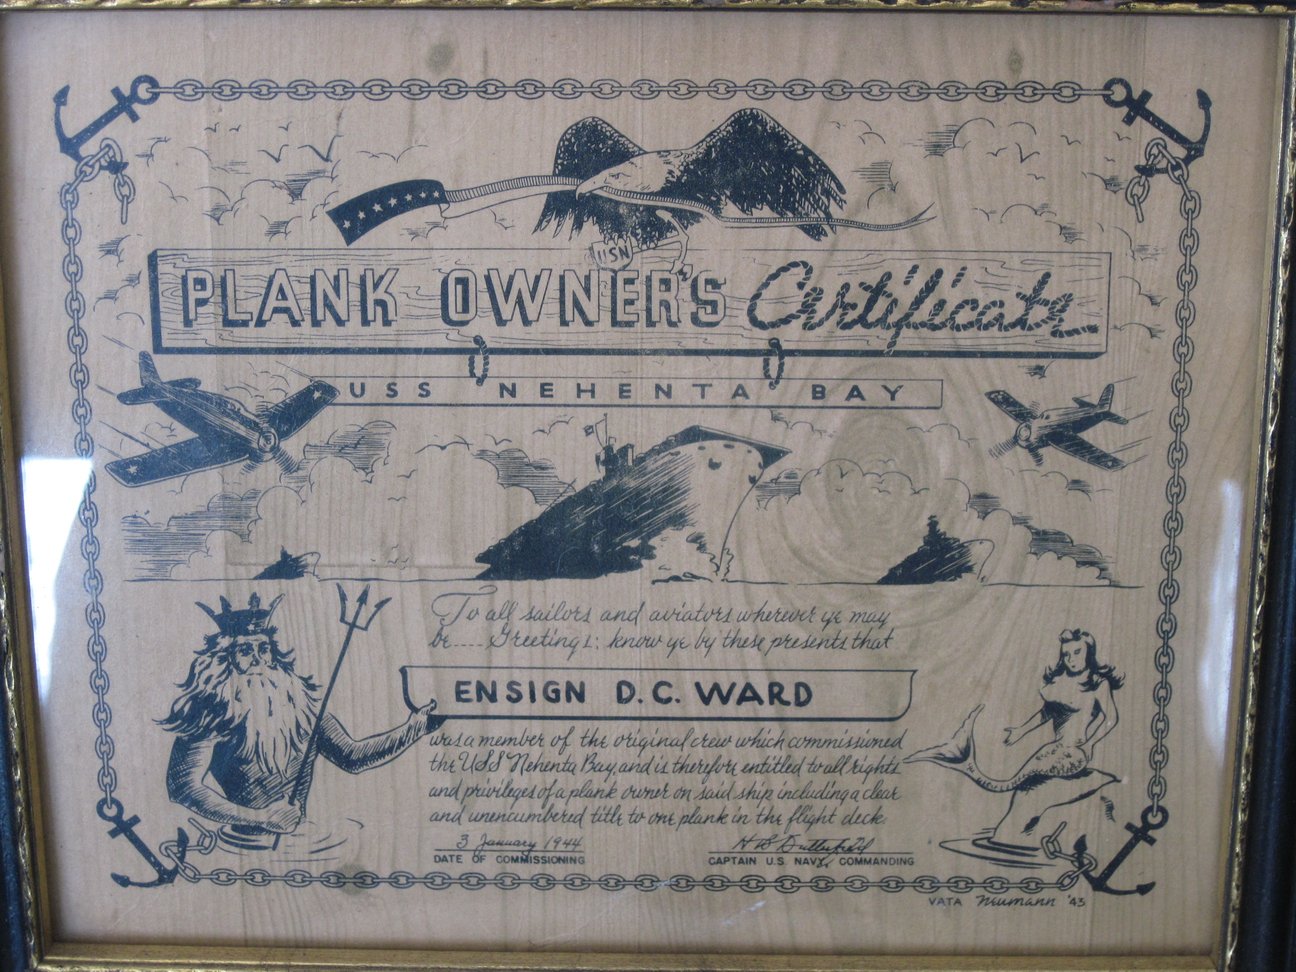 USN
PLANK OWNER'S Certificate
USS NEHENTA BAY
To all sailors and aviators wherever ye may
be.....Greetings: know ye by these presents that
ENSIGN D.C. WARD
was a member of the original crew which commissioned
the USS Nehenta Bay, and is therefore entitled to all rights
and privileges of a plank owner on said ship including a clear
and unencumbered title to one plank in the flight deck.
3 January 1944
DATE OF COMMISSIONING
CAPTAIN U.S. NAVY, COMMANDING
VATA Neumann '43